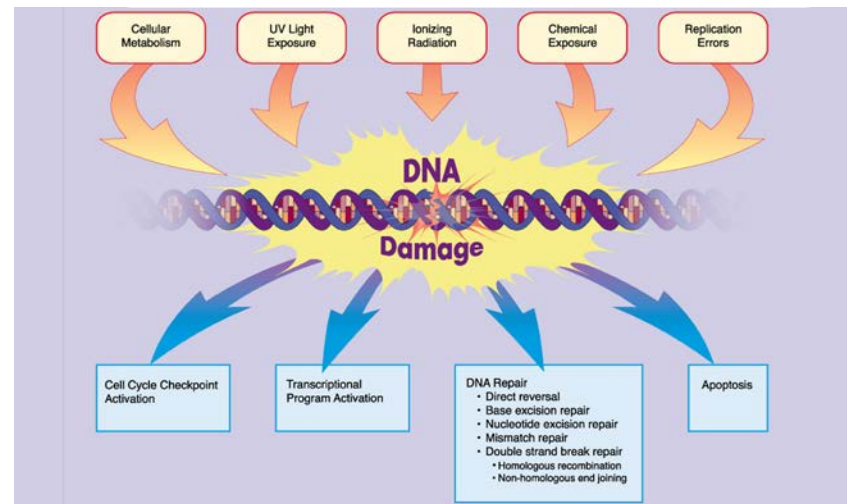 Cellular
Metabolism
UV Light
Exposure
Ionizing
Radiation
Chemical
Exposure
Replication
Errors
DNA
Damage
Cell Cycle Checkpoint
Activation
Transcriptional
Program Activation
DNA Repair
• Direct reversal
• Base excision repair
• Nucleotide excision repair
• Mismatch repair
• Double strand break repair
• Homologous recombination
• Non-homologous end joining
Apoptosis